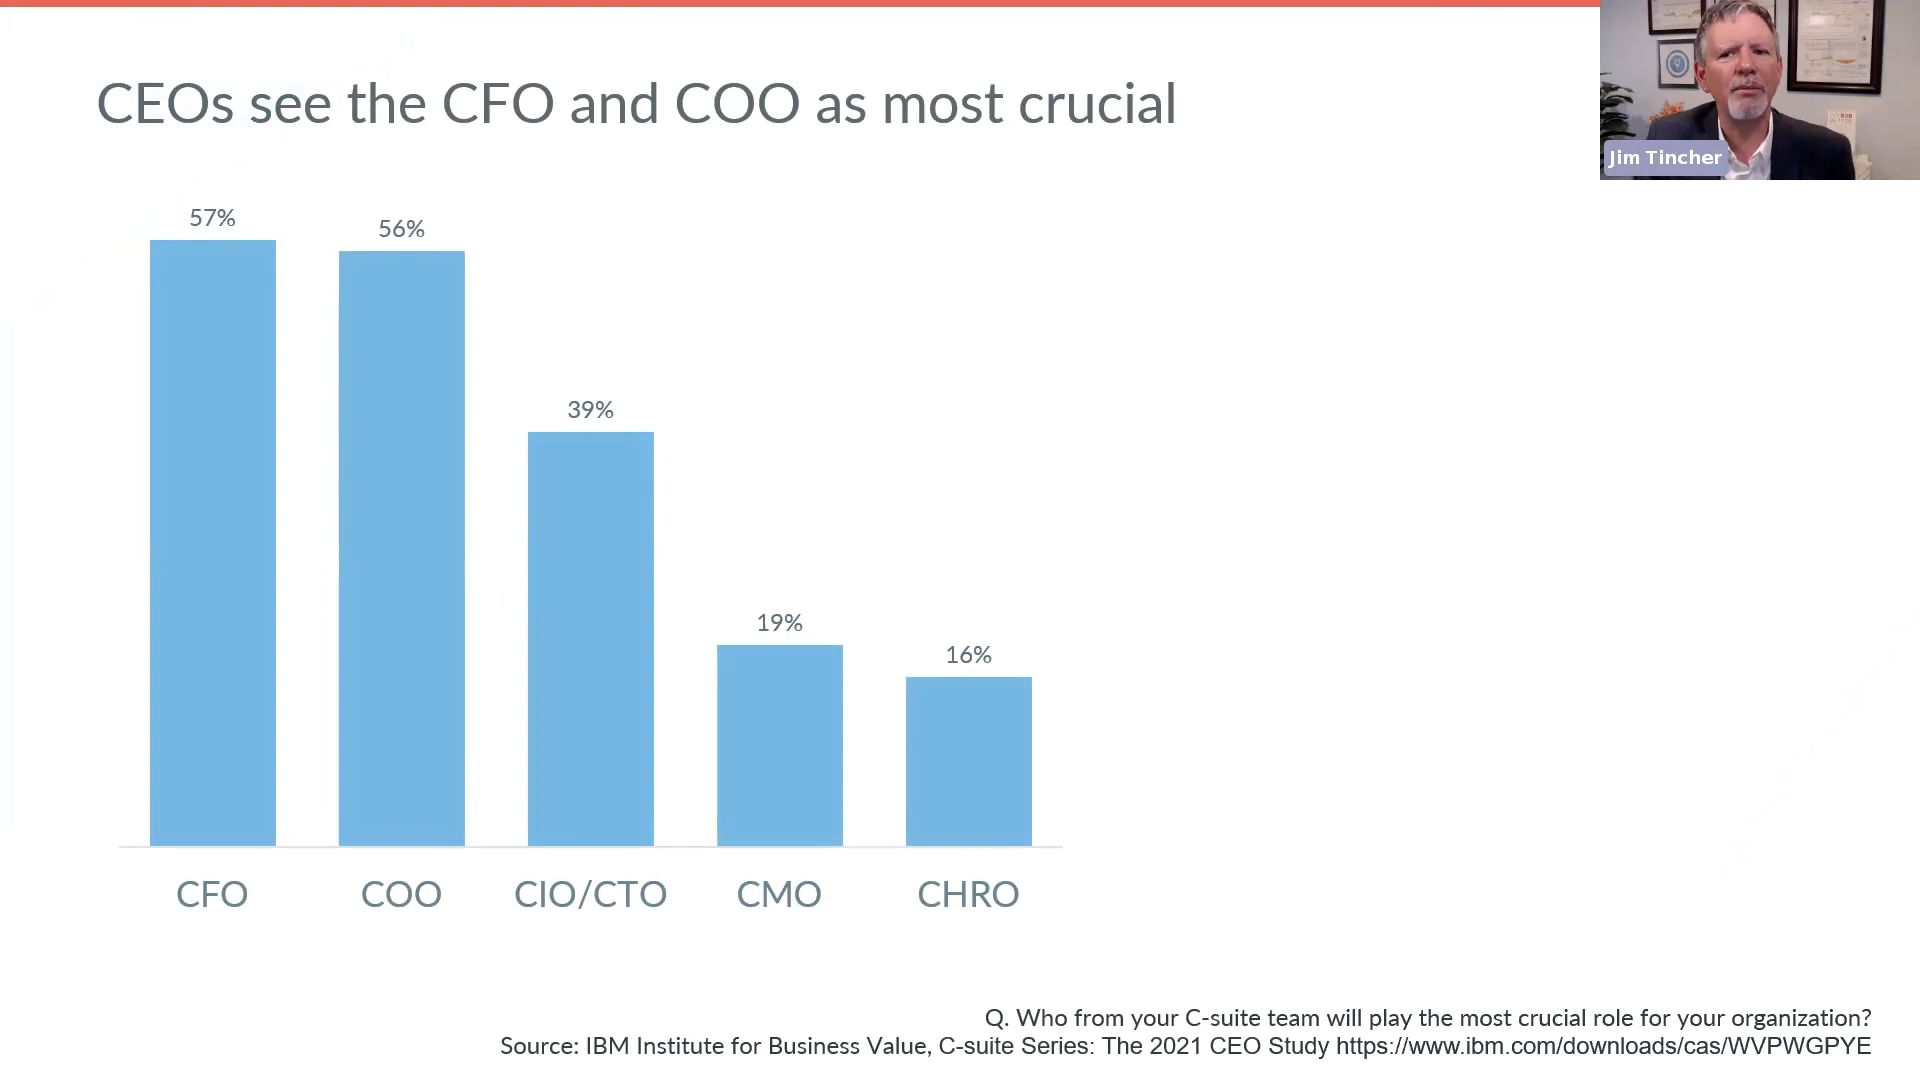 CEOs see the CFO and COO as most crucial
Jim Tincher
57%
56%
39%
19%
16%
CFO
COO
CIO/CTO
CMO
CHRO
Q. Who from your C-suite team will play the most crucial role for your organization?
Source: IBM Institute for Business Value, C-suite Series: The 2021 CEO Study https://www.ibm.com/downloads/cas/WVPWGPYE